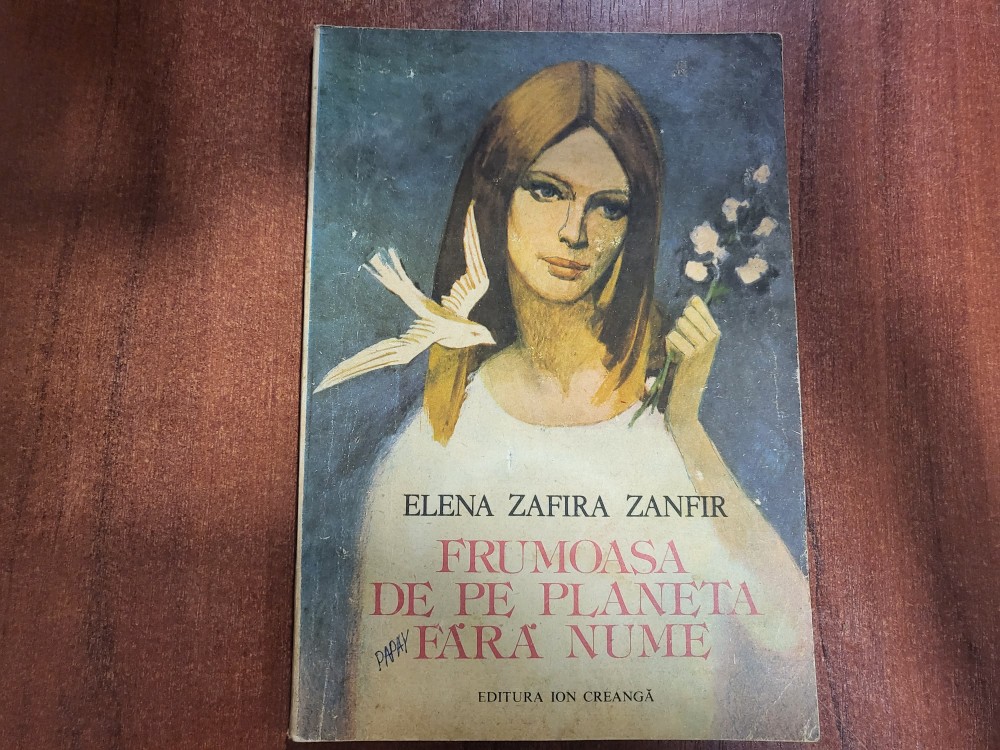 ELENA ZAFIRA ZANFIR
FRUMOASA
DE PE PLANETA
FĂRĂ NUME
PAPAY
EDITURA ION CREANGĂ